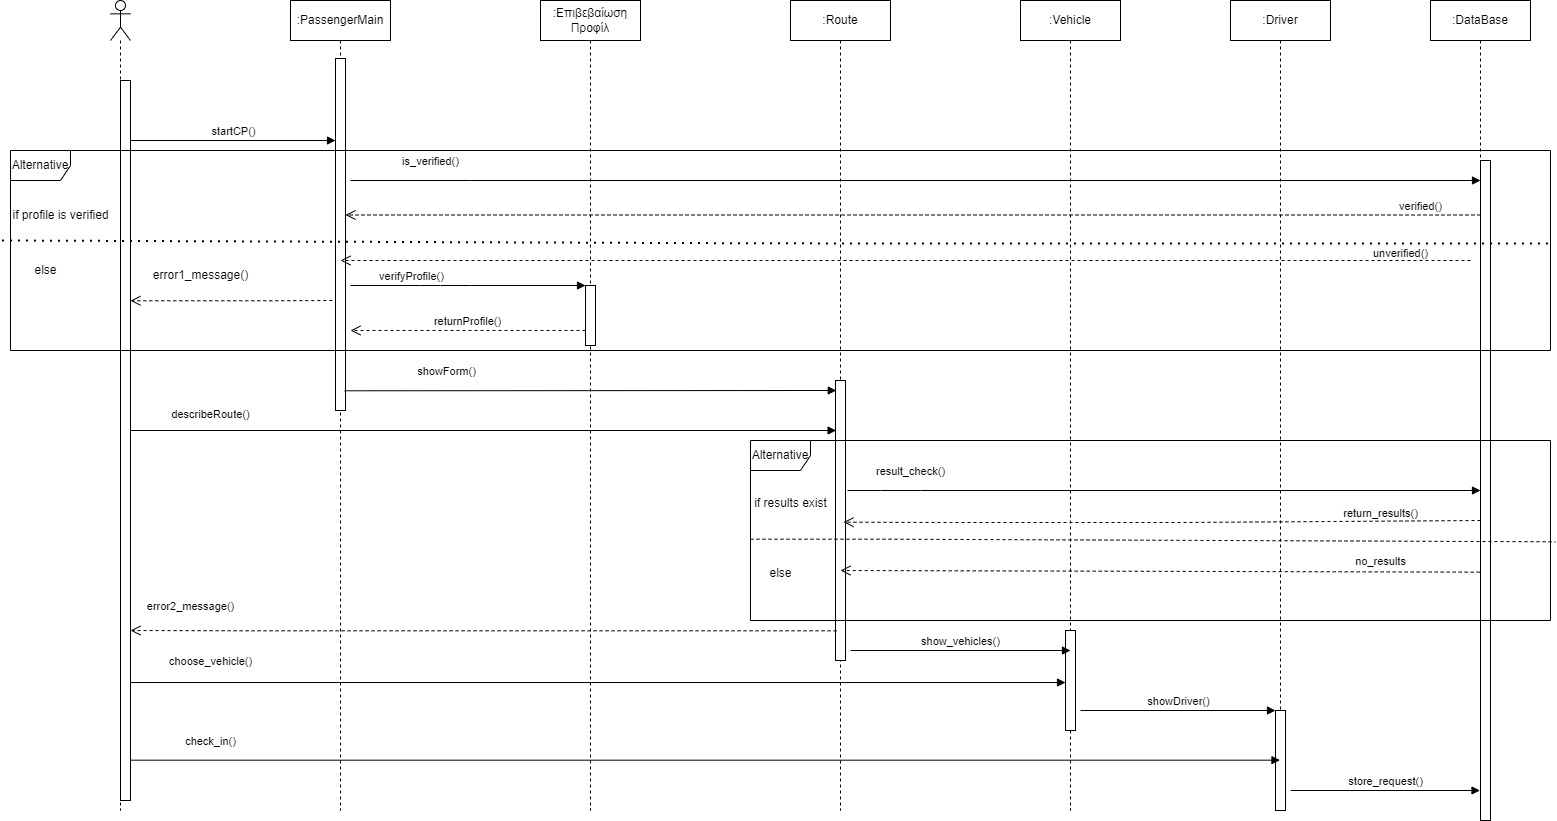 :PassengerMain
:Επιβεβαίωση
Προφίλ
:Route
:Vehicle
:Driver
:DataBase
startCP()
Alternative
is_verified()
if profile is verified
verified()
else
unverified()
error1_message()
verifyProfile()
returnProfile()
showForm()
describeRoute()
Alternative
result_check()
if results exist
return_results()
no_results
else
error2_message()
show_vehicles()
choose_vehicle()
showDriver()
check_in()
store_request()